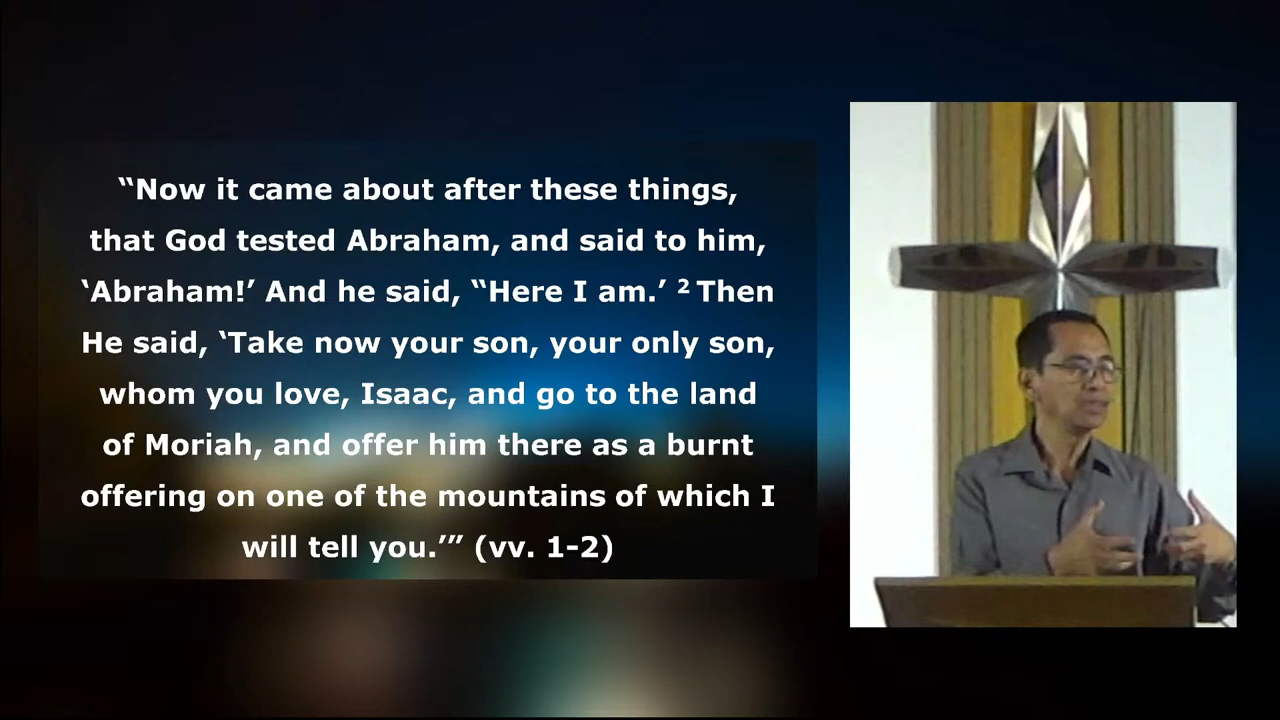 “Now it came about after these things,
that God tested Abraham, and said to him,
‘Abraham!’ And he said, “Here I am.’ ² Then
He said, ‘Take now your son, your only son,
whom you love, Isaac, and go to the land
of Moriah, and offer him there as a burnt
offering on one of the mountains of which I
will tell you.’” (vv. 1-2)